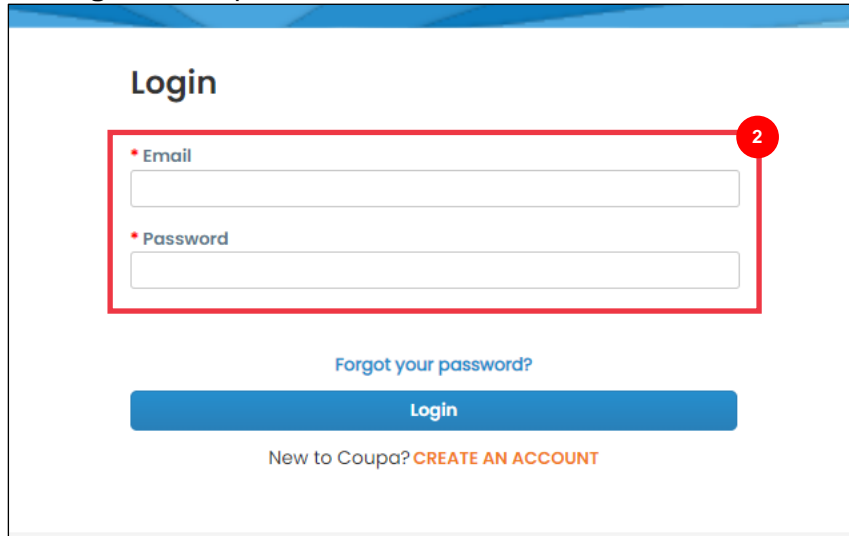 Login
2
* Email
* Password
Forgot your password?
Login
New to Coupa? CREATE AN ACCOUNT